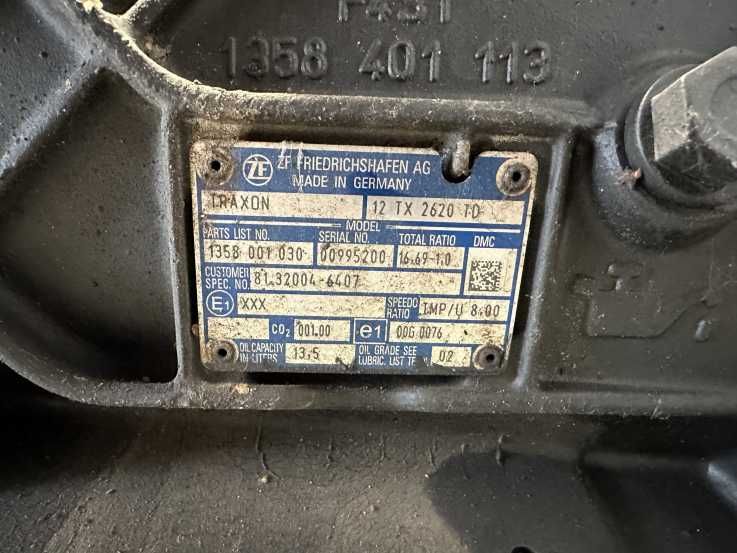 F431
1358 401 113
ZF ZF FRIEDRICHSHAFEN AG
MADE IN GERMANY
TRAXON 12 TX 2620 TD
MODEL
PARTS LIST NO. SERIAL NO. TOTAL RATIO DMC
1358 001 030 00995200 16.69-1.0
CUSTOMER SPEC. NO. 81.32004-6407
E1 XXX SPEEDO RATIO IMP/U 8.00
CO2 001.00 e1 00G 0076
OIL CAPACITY IN LITERS 13,5 OIL GRADE SEE LUBRIC. LIST TE 02